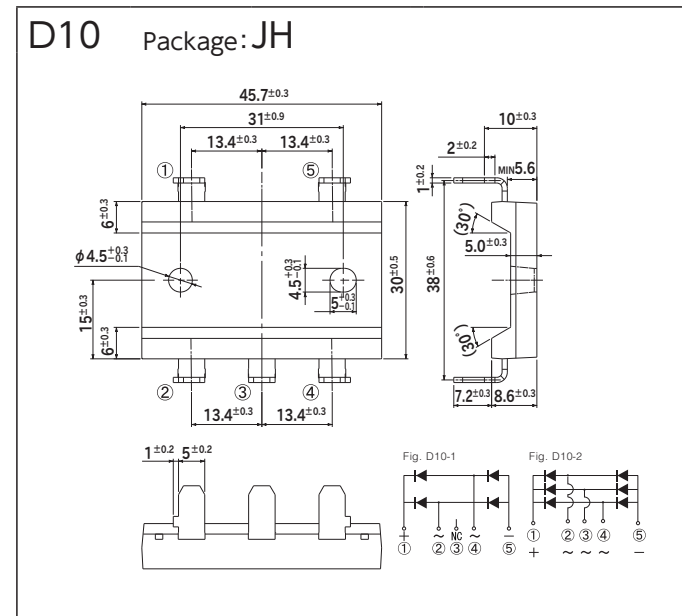 D10 Package: JH
45.7±0.3
31±0.9
13.4±0.3 13.4±0.3
① ⑤
6±0.3
φ4.5+0.3-0.1
15±0.3
6±0.3
4.5+0.3-0.1
5+0.3-0.1
30±0.5
② ③ ④
13.4±0.3 13.4±0.3
10±0.3
2±0.2
MIN5.6
1±0.2
(30°)
5.0±0.3
38±0.6
(30°)
7.2±0.3 8.6±0.3
1±0.2 5±0.2
Fig. D10-1
+ ~ NC ~ −
① ② ③ ④ ⑤
Fig. D10-2
① ② ③ ④ ⑤
+ ~ ~ ~ −